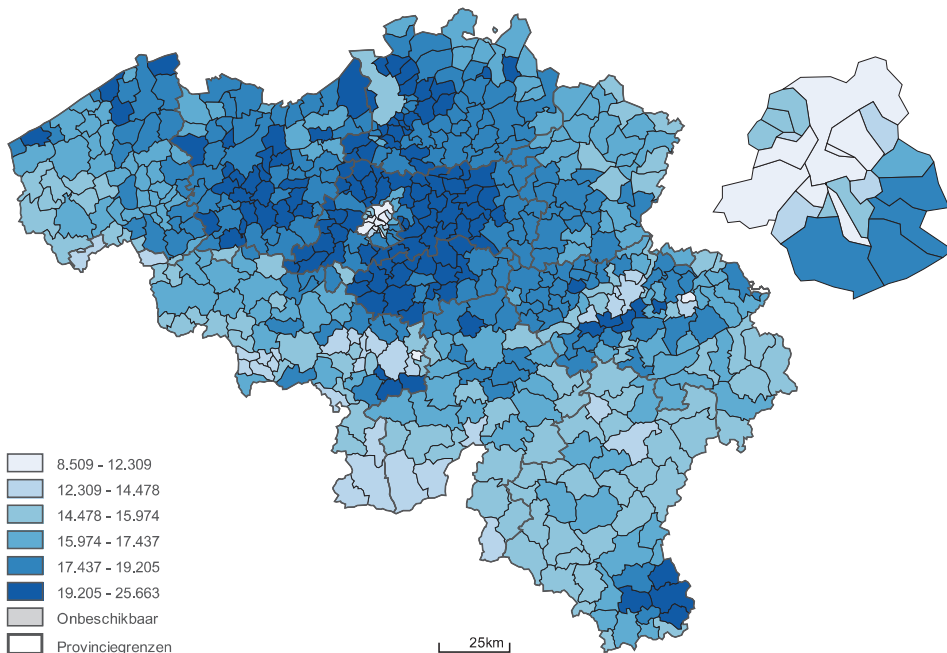 8.509 - 12.309
12.309 - 14.478
14.478 - 15.974
15.974 - 17.437
17.437 - 19.205
19.205 - 25.663
Onbeschikbaar
Provinciegrenzen
25km